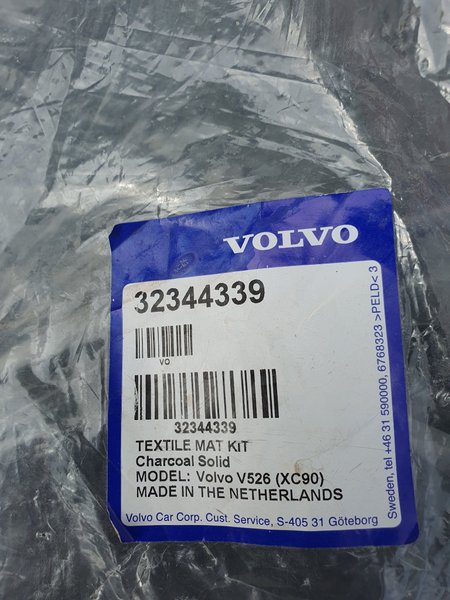 VOLVO
32344339
VO
32344339
TEXTILE MAT KIT
Charcoal Solid
MODEL: Volvo V526 (XC90)
MADE IN THE NETHERLANDS
Volvo Car Corp. Cust. Service, S-405 31 Göteborg
Sweden, tel +46 31 590000, 6768323 >PELD< 3